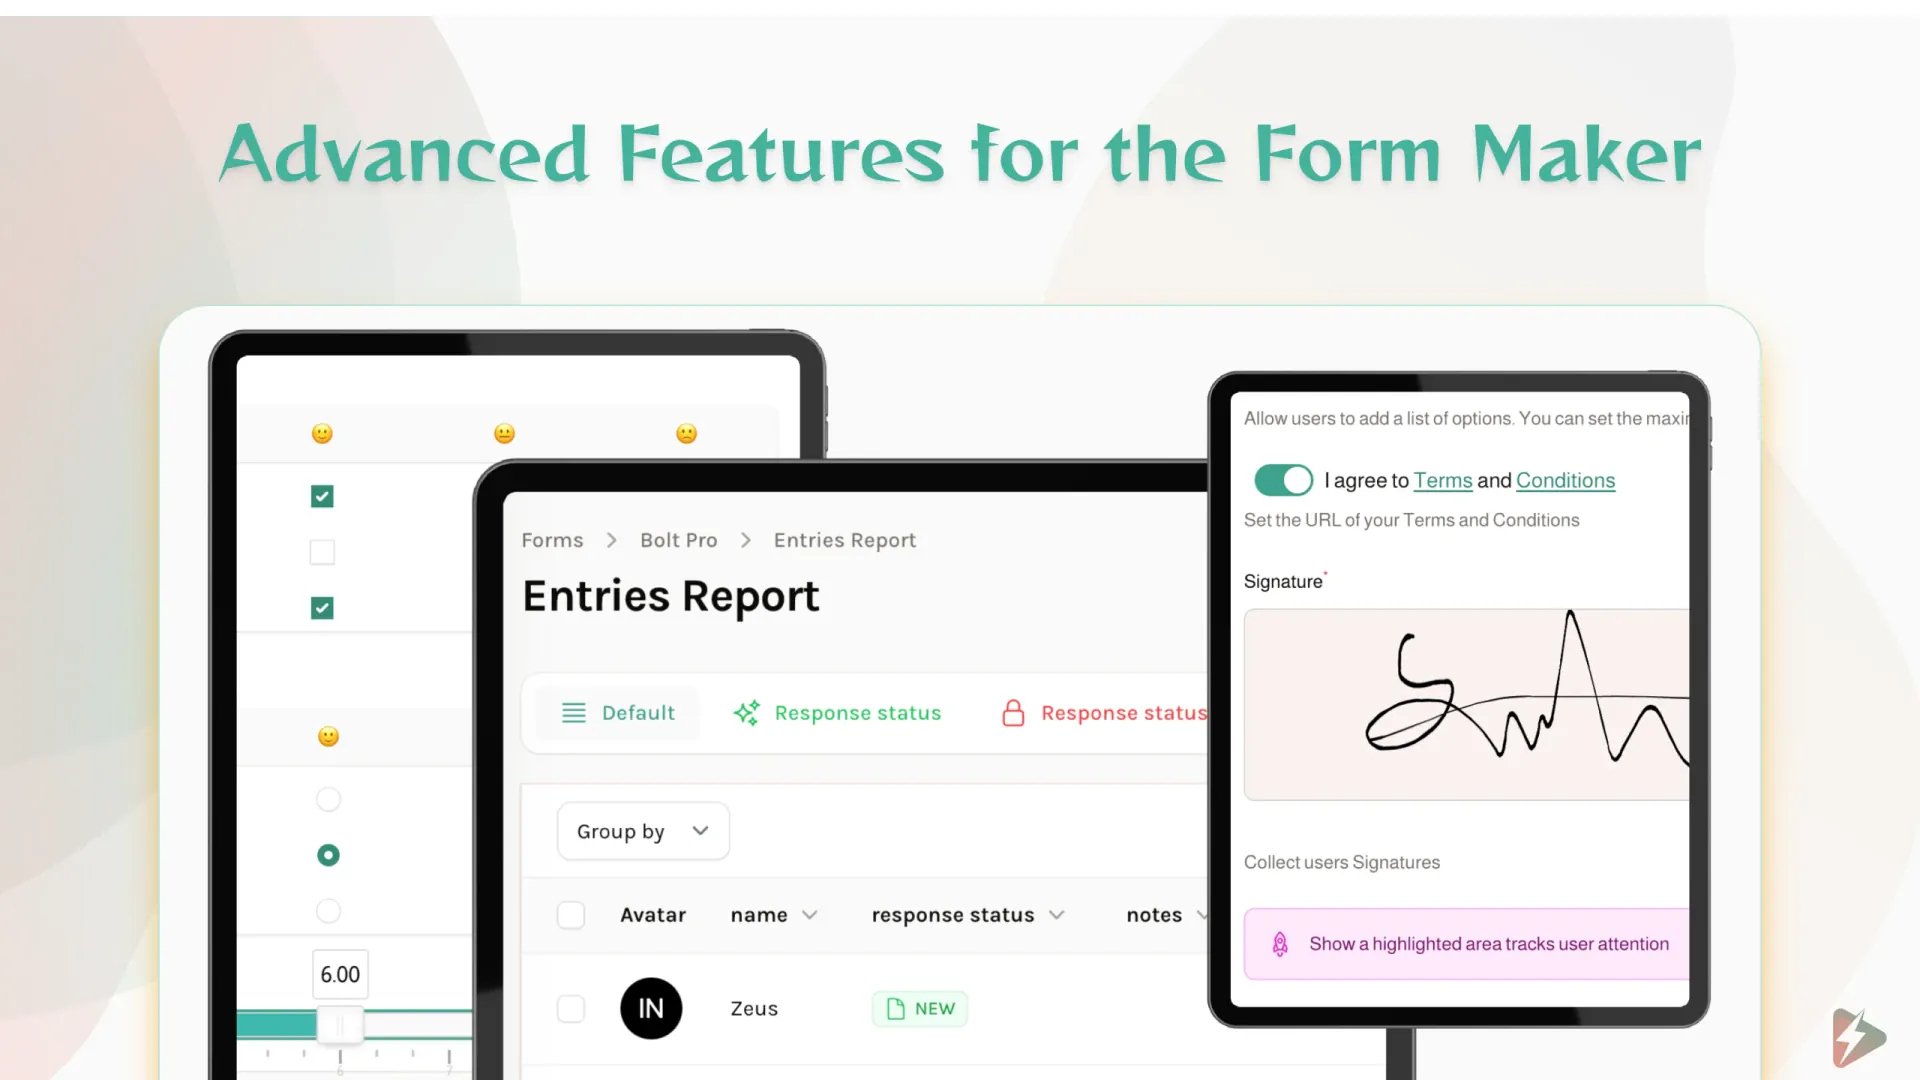 Advanced Features for the Form Maker
6.00
6
7
Forms > Bolt Pro > Entries Report
Entries Report
Default
Response status
Response status
Group by
Avatar name response status notes
IN Zeus NEW
Allow users to add a list of options. You can set the maxi
I agree to Terms and Conditions
Set the URL of your Terms and Conditions
Signature*
Collect users Signatures
Show a highlighted area tracks user attention